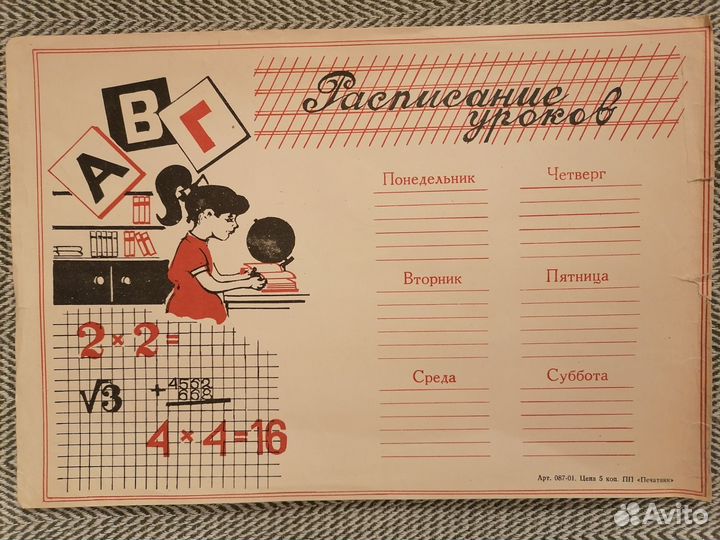 А
В
Г
Расписание
уроков
Понедельник
Четверг
Вторник
Пятница
Среда
Суббота
2×2=
√3
+4562
668
4×4=16
Арт. 087-01. Цена 5 коп. ПП «Печатник»
Avito